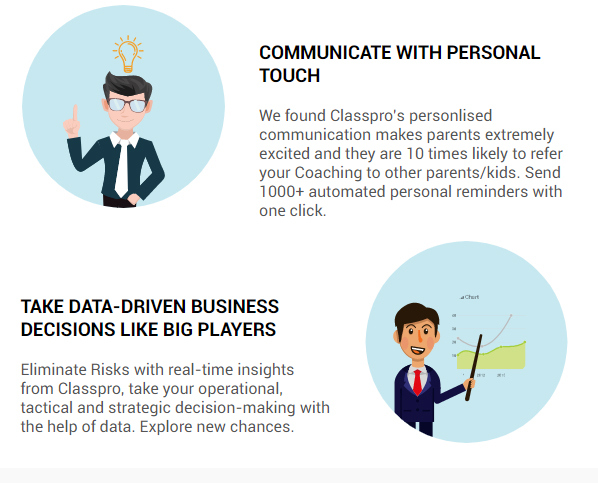 COMMUNICATE WITH PERSONAL
TOUCH
We found Classpro's personlised
communication makes parents extremely
excited and they are 10 times likely to refer
your Coaching to other parents/kids. Send
1000+ automated personal reminders with
one click.
TAKE DATA-DRIVEN BUSINESS
DECISIONS LIKE BIG PLAYERS
Eliminate Risks with real-time insights
from Classpro, take your operational,
tactical and strategic decision-making with
the help of data. Explore new chances.
Chart